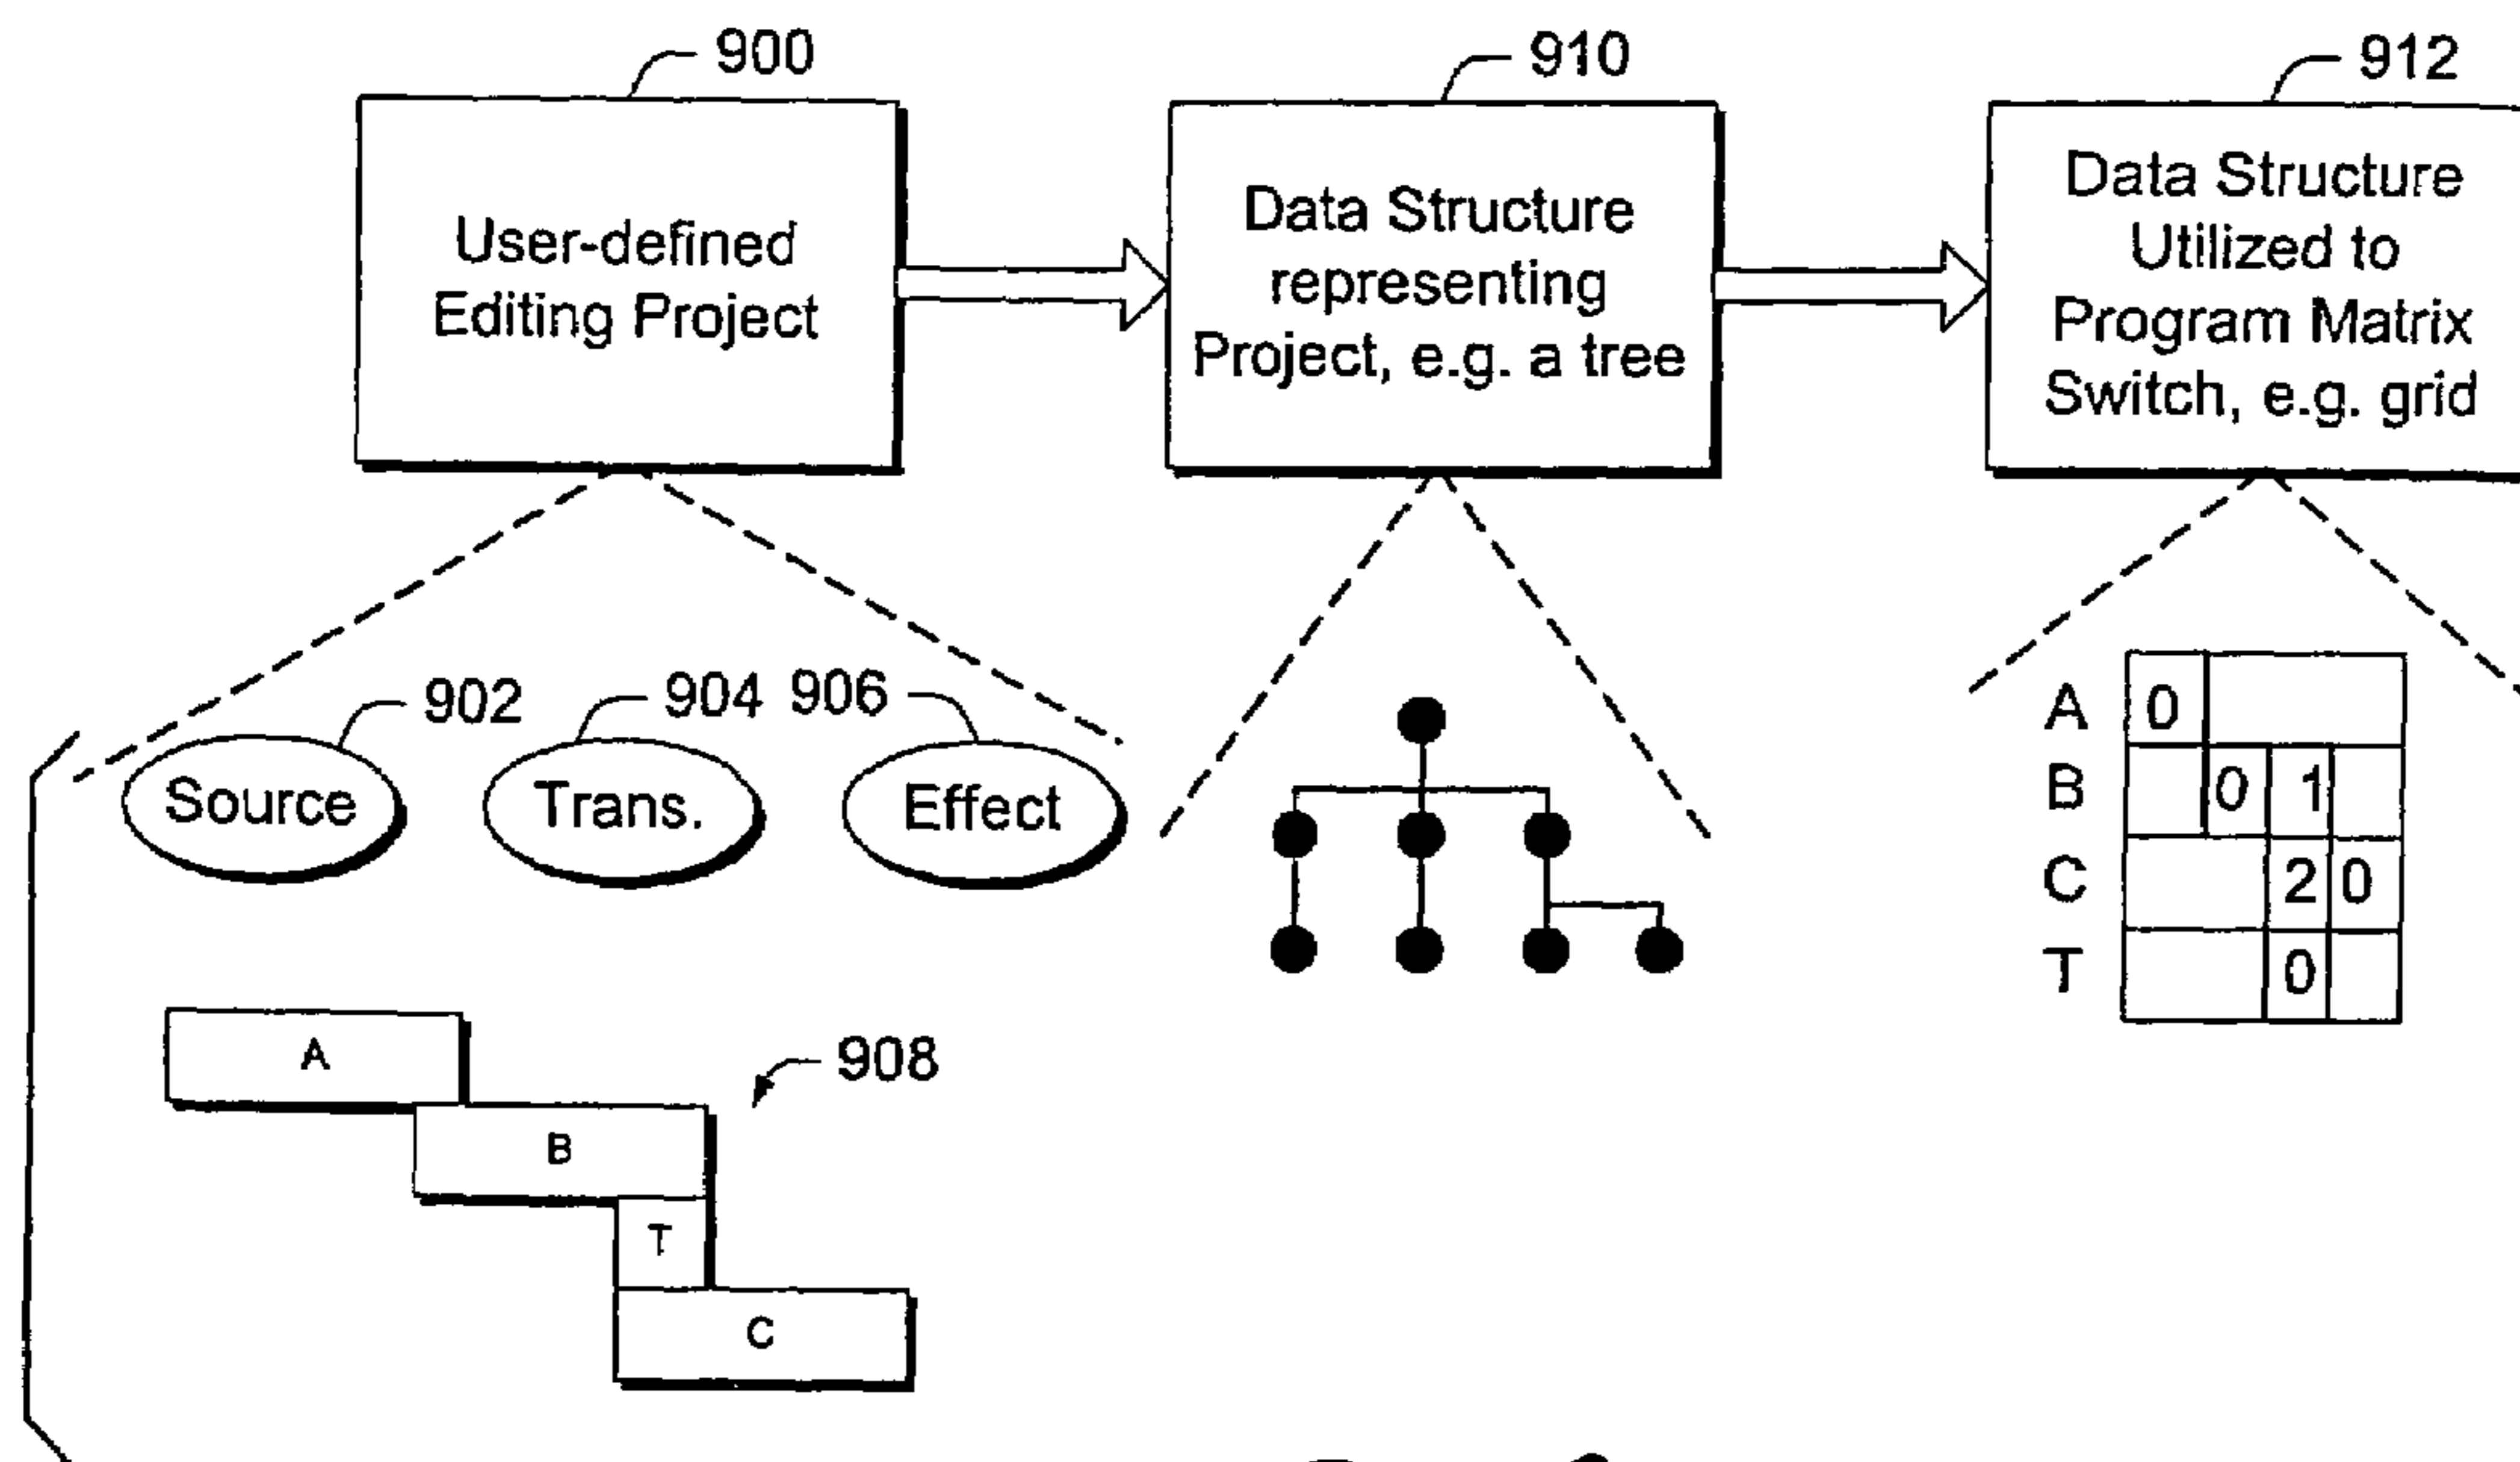 900
910
912
User-defined
Editing Project
Data Structure
representing
Project, e.g. a tree
Data Structure
Utilized to
Program Matrix
Switch, e.g. grid
902
904
906
Source
Trans.
Effect
A 0
B 0 1
C 2 0
T 0
A
908
B
T
C